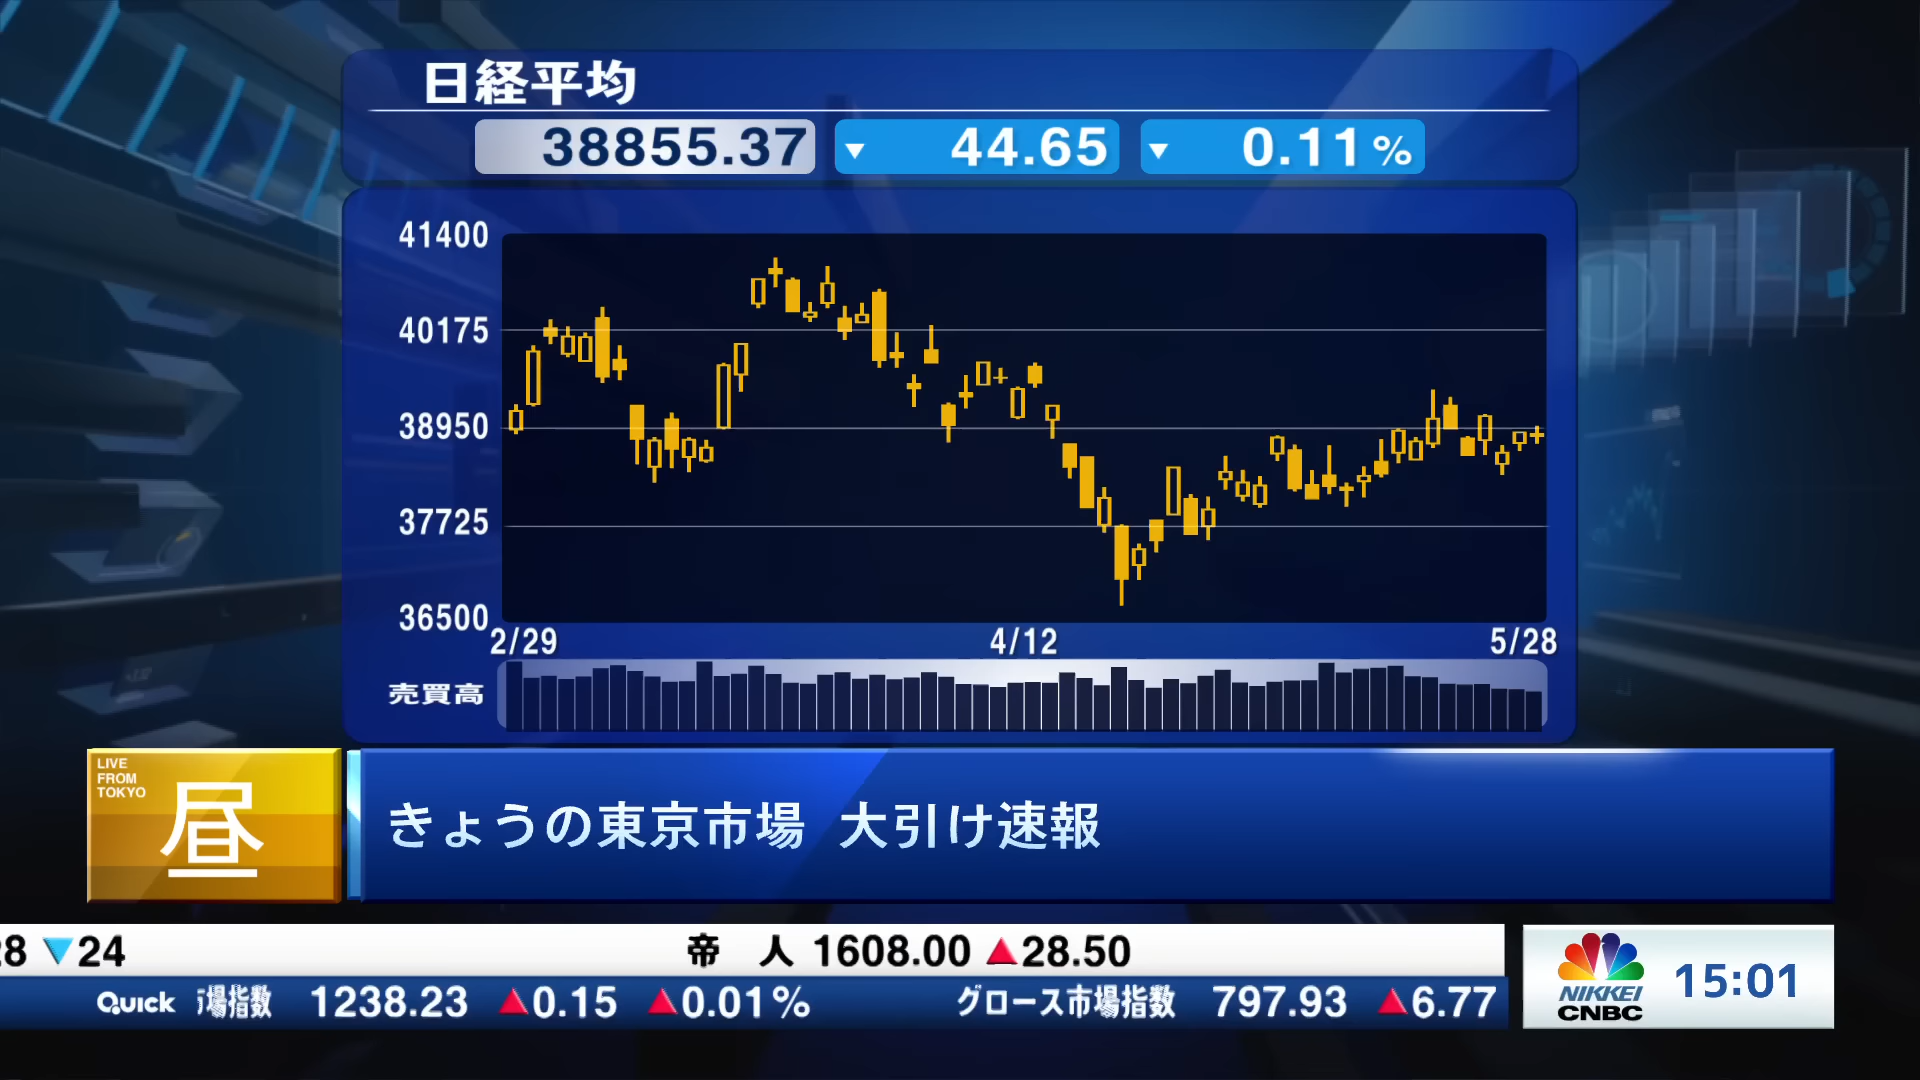 日経平均
38855.37 ▼ 44.65 ▼ 0.11%
41400
40175
38950
37725
36500
2/29 4/12 5/28
売買高
LIVE
FROM
TOKYO
昼
きょうの東京市場 大引け速報
8 ▼24 帝 人 1608.00 ▲28.50
Quick 市場指数 1238.23 ▲0.15 ▲0.01% グロース市場指数 797.93 ▲6.77
NIKKEI
CNBC
15:01